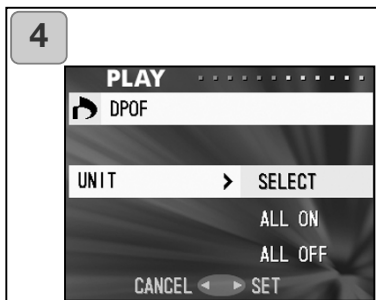 4
PLAY
DPOF
UNIT > SELECT
ALL ON
ALL OFF
CANCEL ◀ ▶ SET